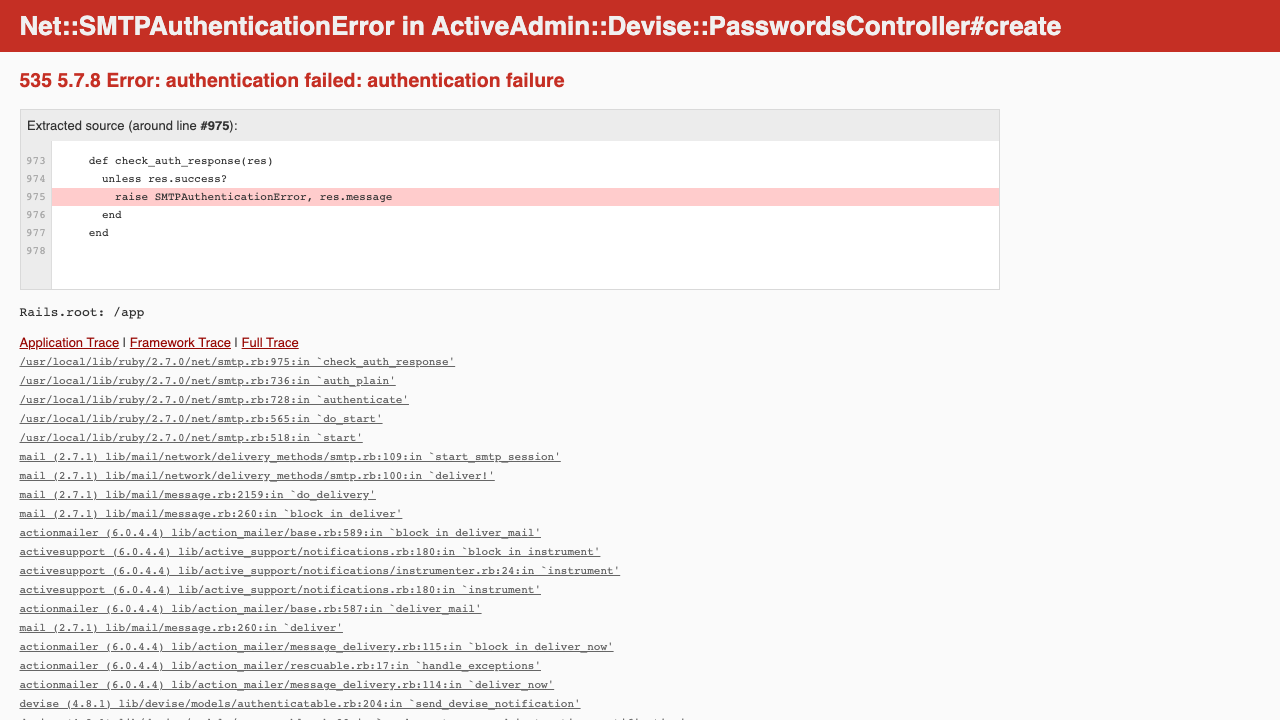 Net::SMTPAuthenticationError in ActiveAdmin::Devise::PasswordsController#create
535 5.7.8 Error: authentication failed: authentication failure
Extracted source (around line #975):
973 def check_auth_response(res)
974 unless res.success?
975 raise SMTPAuthenticationError, res.message
976 end
977 end
978
Rails.root: /app
Application Trace | Framework Trace | Full Trace
/usr/local/lib/ruby/2.7.0/net/smtp.rb:975:in `check_auth_response'
/usr/local/lib/ruby/2.7.0/net/smtp.rb:736:in `auth_plain'
/usr/local/lib/ruby/2.7.0/net/smtp.rb:728:in `authenticate'
/usr/local/lib/ruby/2.7.0/net/smtp.rb:565:in `do_start'
/usr/local/lib/ruby/2.7.0/net/smtp.rb:518:in `start'
mail (2.7.1) lib/mail/network/delivery_methods/smtp.rb:109:in `start_smtp_session'
mail (2.7.1) lib/mail/network/delivery_methods/smtp.rb:100:in `deliver!'
mail (2.7.1) lib/mail/message.rb:2159:in `do_delivery'
mail (2.7.1) lib/mail/message.rb:260:in `block in deliver'
actionmailer (6.0.4.4) lib/action_mailer/base.rb:589:in `block in deliver_mail'
activesupport (6.0.4.4) lib/active_support/notifications.rb:180:in `block in instrument'
activesupport (6.0.4.4) lib/active_support/notifications/instrumenter.rb:24:in `instrument'
activesupport (6.0.4.4) lib/active_support/notifications.rb:180:in `instrument'
actionmailer (6.0.4.4) lib/action_mailer/base.rb:587:in `deliver_mail'
mail (2.7.1) lib/mail/message.rb:260:in `deliver'
actionmailer (6.0.4.4) lib/action_mailer/message_delivery.rb:115:in `block in deliver_now'
actionmailer (6.0.4.4) lib/action_mailer/rescuable.rb:17:in `handle_exceptions'
actionmailer (6.0.4.4) lib/action_mailer/message_delivery.rb:114:in `deliver_now'
devise (4.8.1) lib/devise/models/authenticatable.rb:204:in `send_devise_notification'